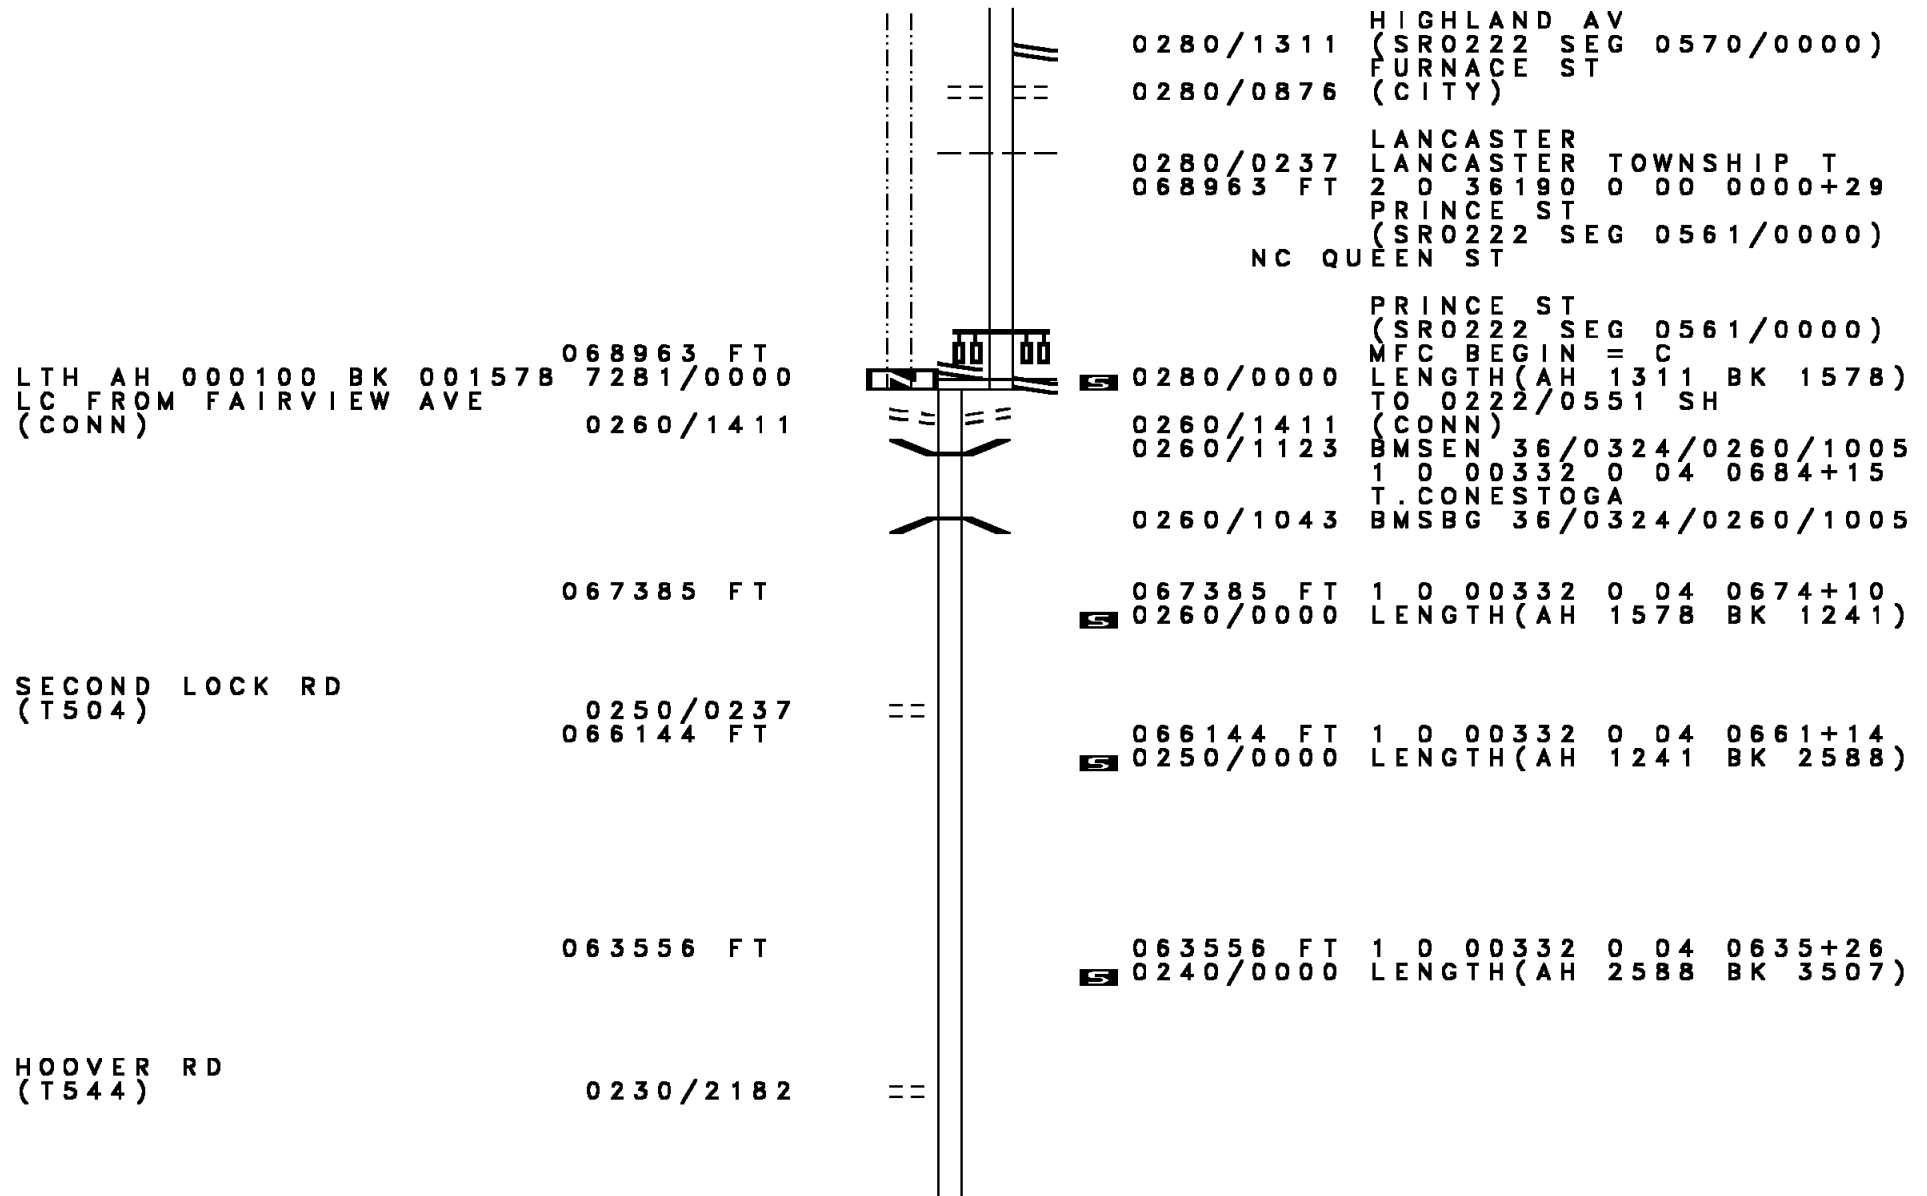 HIGHLAND AV
0280/1311 (SR0222 SEG 0570/0000)
FURNACE ST
0280/0876 (CITY)
LANCASTER
0280/0237 LANCASTER TOWNSHIP T
068963 FT 2 0 36190 0 00 0000+29
PRINCE ST
(SR0222 SEG 0561/0000)
NC QUEEN ST
PRINCE ST
(SR0222 SEG 0561/0000)
068963 FT MFC BEGIN = C
LTH AH 000100 BK 001578 7281/0000 S 0280/0000 LENGTH(AH 1311 BK 1578)
LC FROM FAIRVIEW AVE TO 0222/0551 SH
(CONN) 0260/1411 0260/1411 (CONN)
0260/1123 BMSEN 36/0324/0260/1005
1 0 00332 0 04 0684+15
T.CONESTOGA
0260/1043 BMSBG 36/0324/0260/1005
067385 FT 067385 FT 1 0 00332 0 04 0674+10
S 0260/0000 LENGTH(AH 1578 BK 1241)
SECOND LOCK RD
(T504) 0250/0237
066144 FT 066144 FT 1 0 00332 0 04 0661+14
S 0250/0000 LENGTH(AH 1241 BK 2588)
063556 FT 063556 FT 1 0 00332 0 04 0635+26
S 0240/0000 LENGTH(AH 2588 BK 3507)
HOOVER RD
(T544) 0230/2182